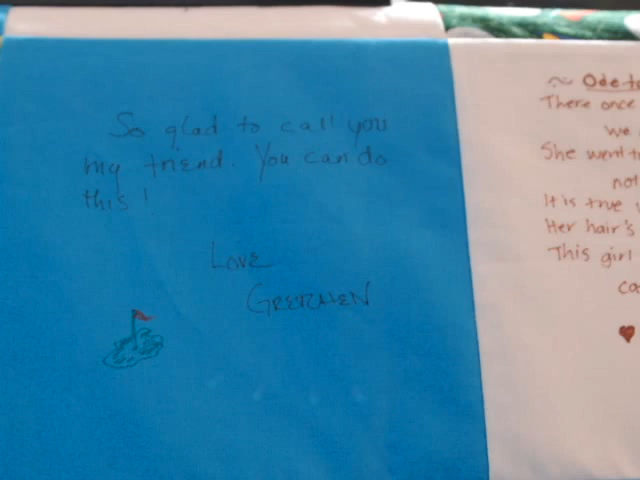 So glad to call you
my friend. You can do
this!
Love
GRETCHEN
~ Ode to
There once
we
She went t
not
It is true
Her hair's
This girl
co